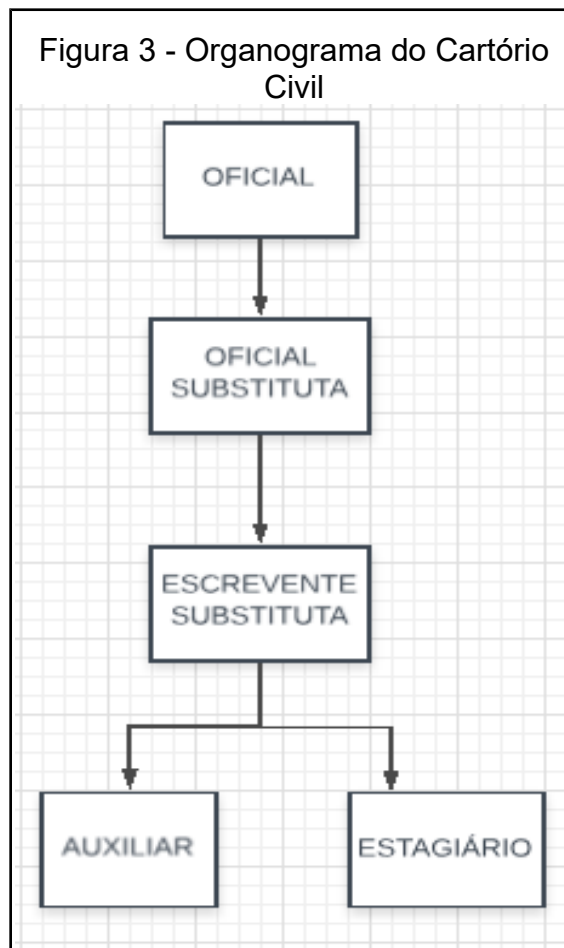 Figura 3 - Organograma do Cartório
Civil
OFICIAL
OFICIAL
SUBSTITUTA
ESCREVENTE
SUBSTITUTA
AUXILIAR
ESTAGIÁRIO